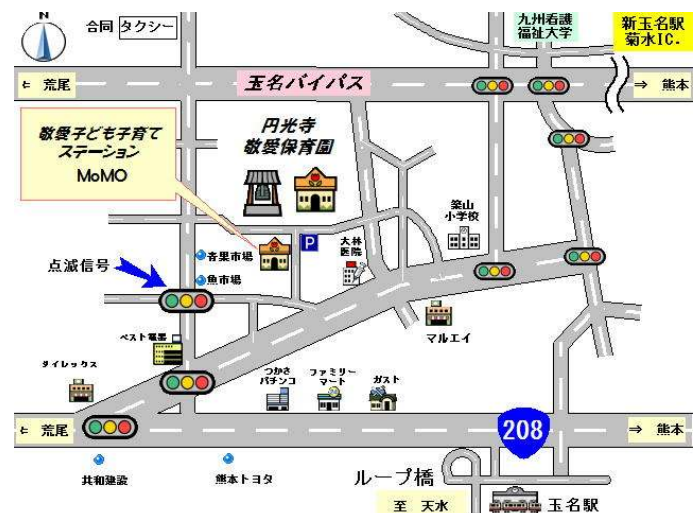 N
合同 タクシー
九州看護
福祉大学
新玉名駅
菊水IC.
⇐ 荒尾
玉名バイパス
⇒ 熊本
敬愛子ども子育て
ステーション
MoMO
円光寺
敬愛保育園
築山
小学校
P
大林
医院
青果市場
点滅信号
魚市場
ベスト電器
マルエイ
ダイレックス
つかさ
パチンコ
ファミリー
マート
ガスト
⇐ 荒尾
208
⇒ 熊本
共和建設
熊本トヨタ
ループ橋
至 天水
玉名駅